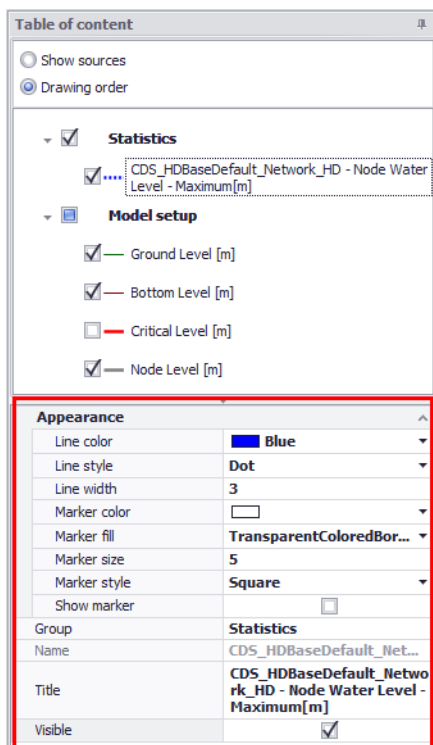 Table of content
Show sources
Drawing order
Statistics
CDS_HDBaseDefault_Network_HD - Node Water
Level - Maximum[m]
Model setup
Ground Level [m]
Bottom Level [m]
Critical Level [m]
Node Level [m]
Appearance
Line color Blue
Line style Dot
Line width 3
Marker color
Marker fill TransparentColoredBor...
Marker size 5
Marker style Square
Show marker
Group Statistics
Name CDS_HDBaseDefault_Net...
Title CDS_HDBaseDefault_Netwo
rk_HD - Node Water Level -
Maximum[m]
Visible